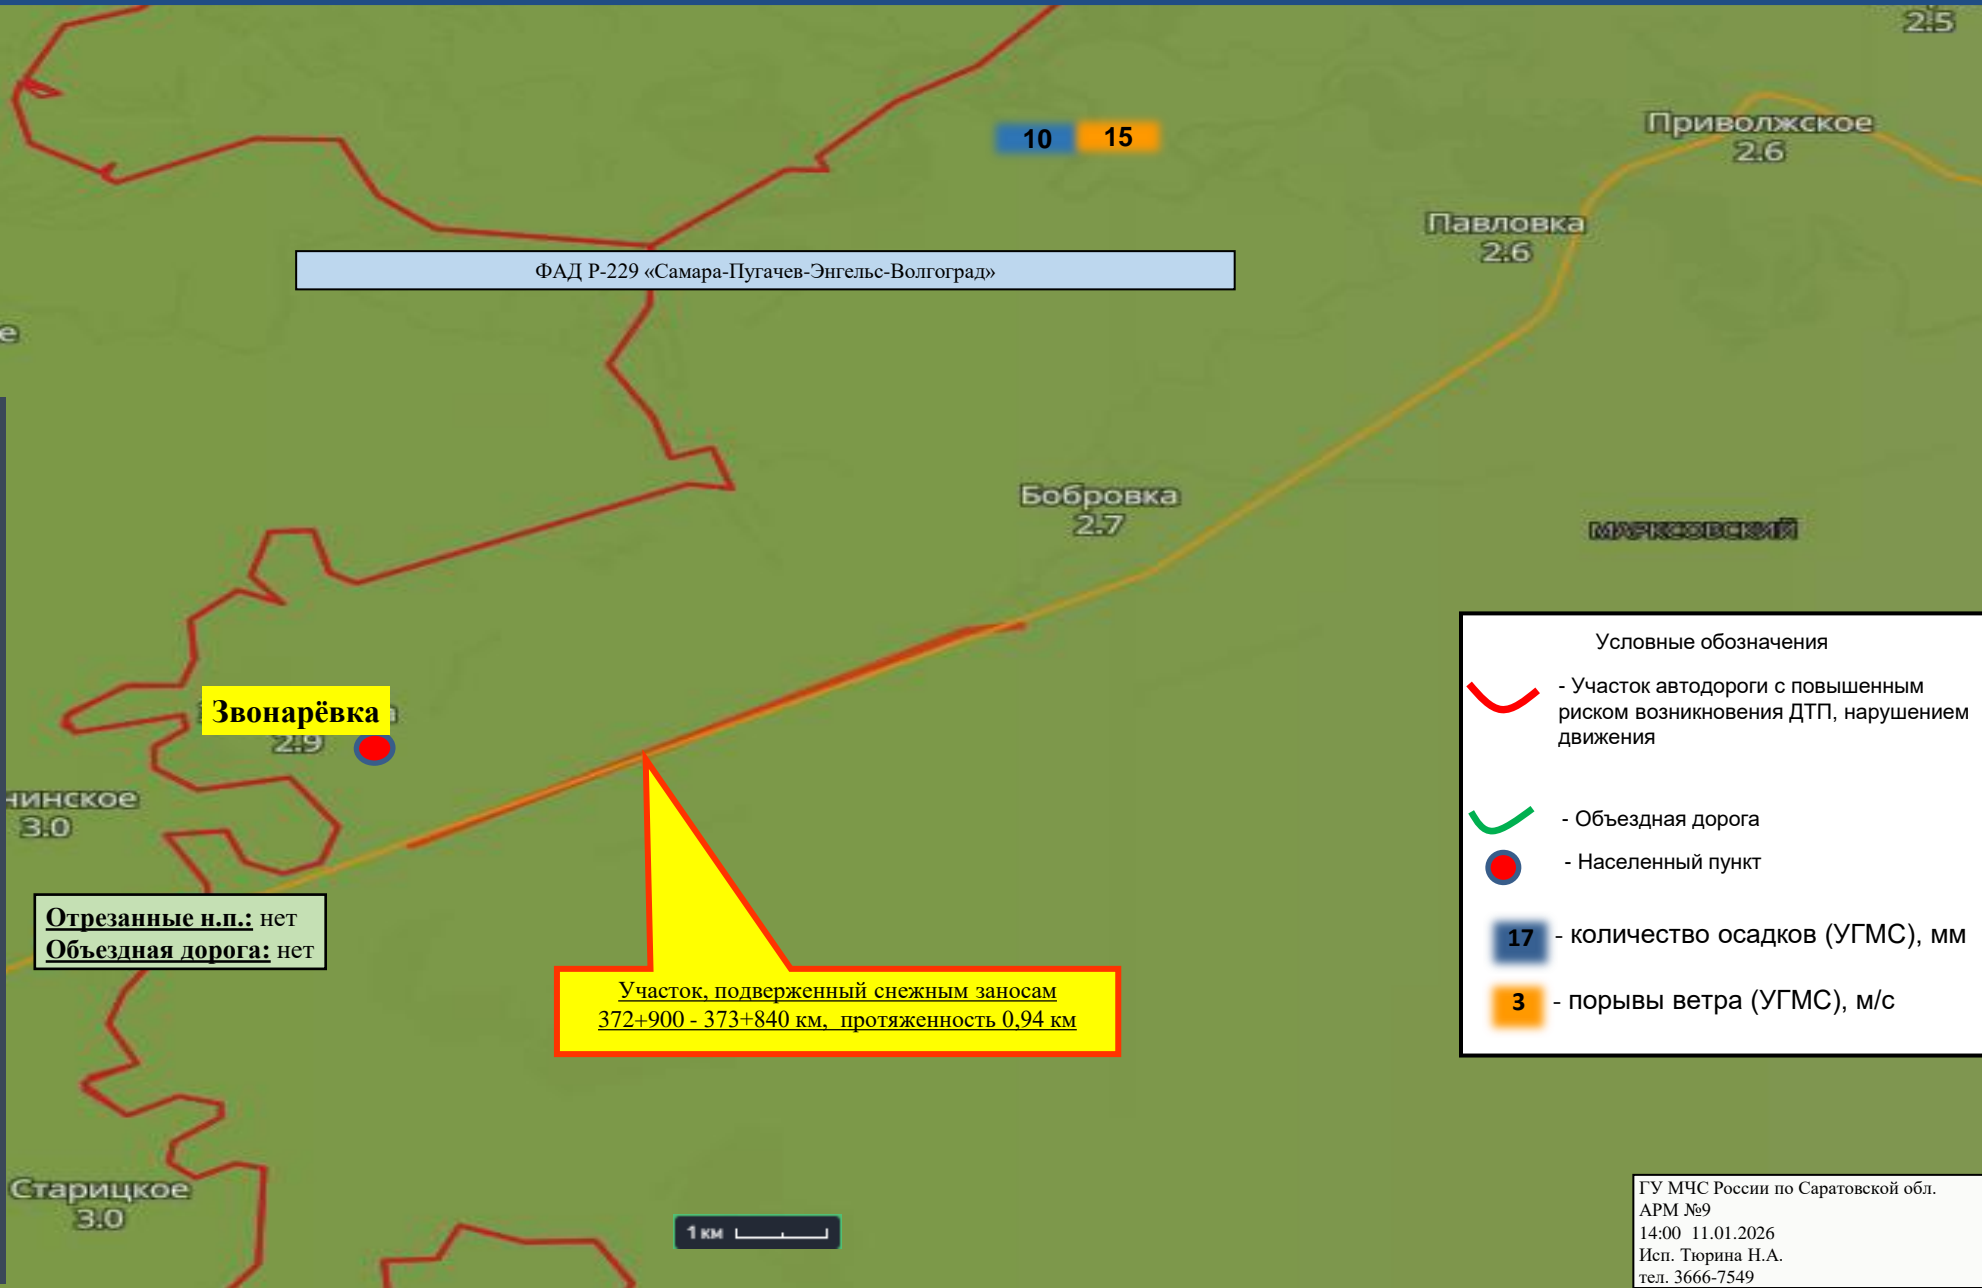 2.5
Приволжское
2.6
10 15
Павловка
2.6
ФАД Р-229 «Самара-Пугачев-Энгельс-Волгоград»
е
Бобровка
2.7
МАРКСОВСКИЙ
Звонарёвка
2.9
нинское
3.0
Отрезанные н.п.: нет
Объездная дорога: нет
Участок, подверженный снежным заносам
372+900 - 373+840 км, протяженность 0,94 км
Условные обозначения
- Участок автодороги с повышенным
риском возникновения ДТП, нарушением
движения
- Объездная дорога
- Населенный пункт
17 - количество осадков (УГМС), мм
3 - порывы ветра (УГМС), м/с
Старицкое
3.0
1 км
ГУ МЧС России по Саратовской обл.
АРМ №9
14:00 11.01.2026
Исп. Тюрина Н.А.
тел. 3666-7549